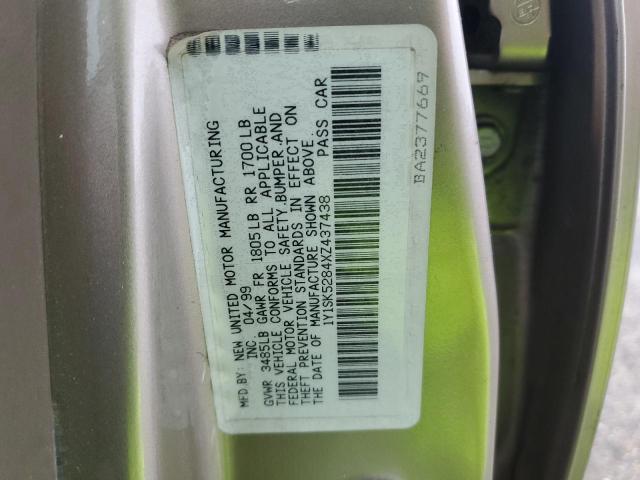 MFD BY: NEW UNITED MOTOR MANUFACTURING
INC. 04/99
GVWR 3485LB GAWR FR 1805LB RR 1700LB
THIS VEHICLE CONFORMS TO ALL APPLICABLE
FEDERAL MOTOR VEHICLE SAFETY.BUMPER.AND
THEFT PREVENTION STANDARDS IN EFFECT ON
THE DATE OF MANUFACTURE SHOWN ABOVE.
1Y1SK5284XZ437438 PASS CAR
BA2377669